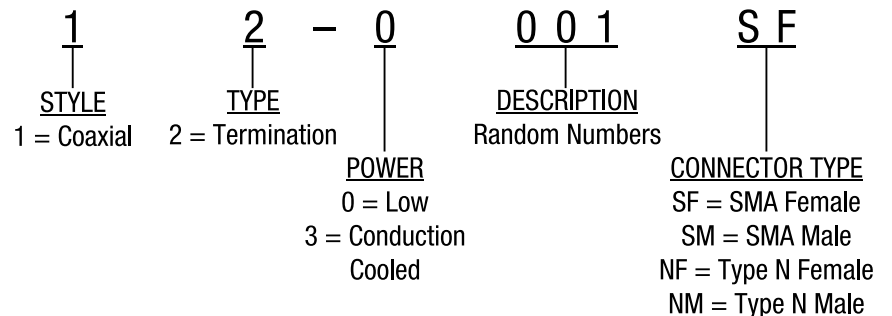 1 2 – 0 0 0 1 S F
STYLE
1 = Coaxial
TYPE
2 = Termination
POWER
0 = Low
3 = Conduction
Cooled
DESCRIPTION
Random Numbers
CONNECTOR TYPE
SF = SMA Female
SM = SMA Male
NF = Type N Female
NM = Type N Male